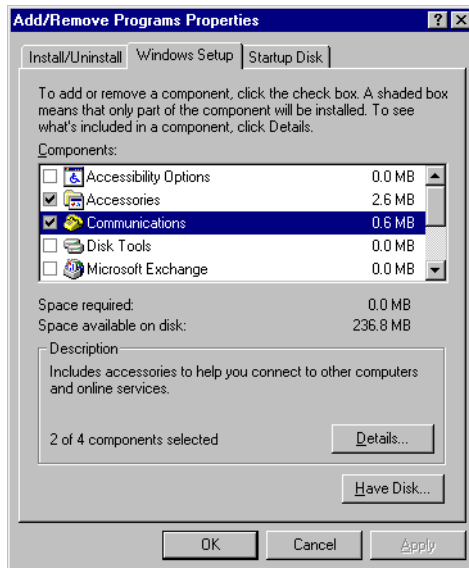 Add/Remove Programs Properties
Install/Uninstall Windows Setup Startup Disk
To add or remove a component, click the check box. A shaded box
means that only part of the component will be installed. To see
what's included in a component, click Details.
Components:
Accessibility Options 0.0 MB
Accessories 2.6 MB
Communications 0.6 MB
Disk Tools 0.0 MB
Microsoft Exchange 0.0 MB
Space required: 0.0 MB
Space available on disk: 236.8 MB
Description
Includes accessories to help you connect to other computers
and online services.
2 of 4 components selected Details...
Have Disk...
OK Cancel Apply